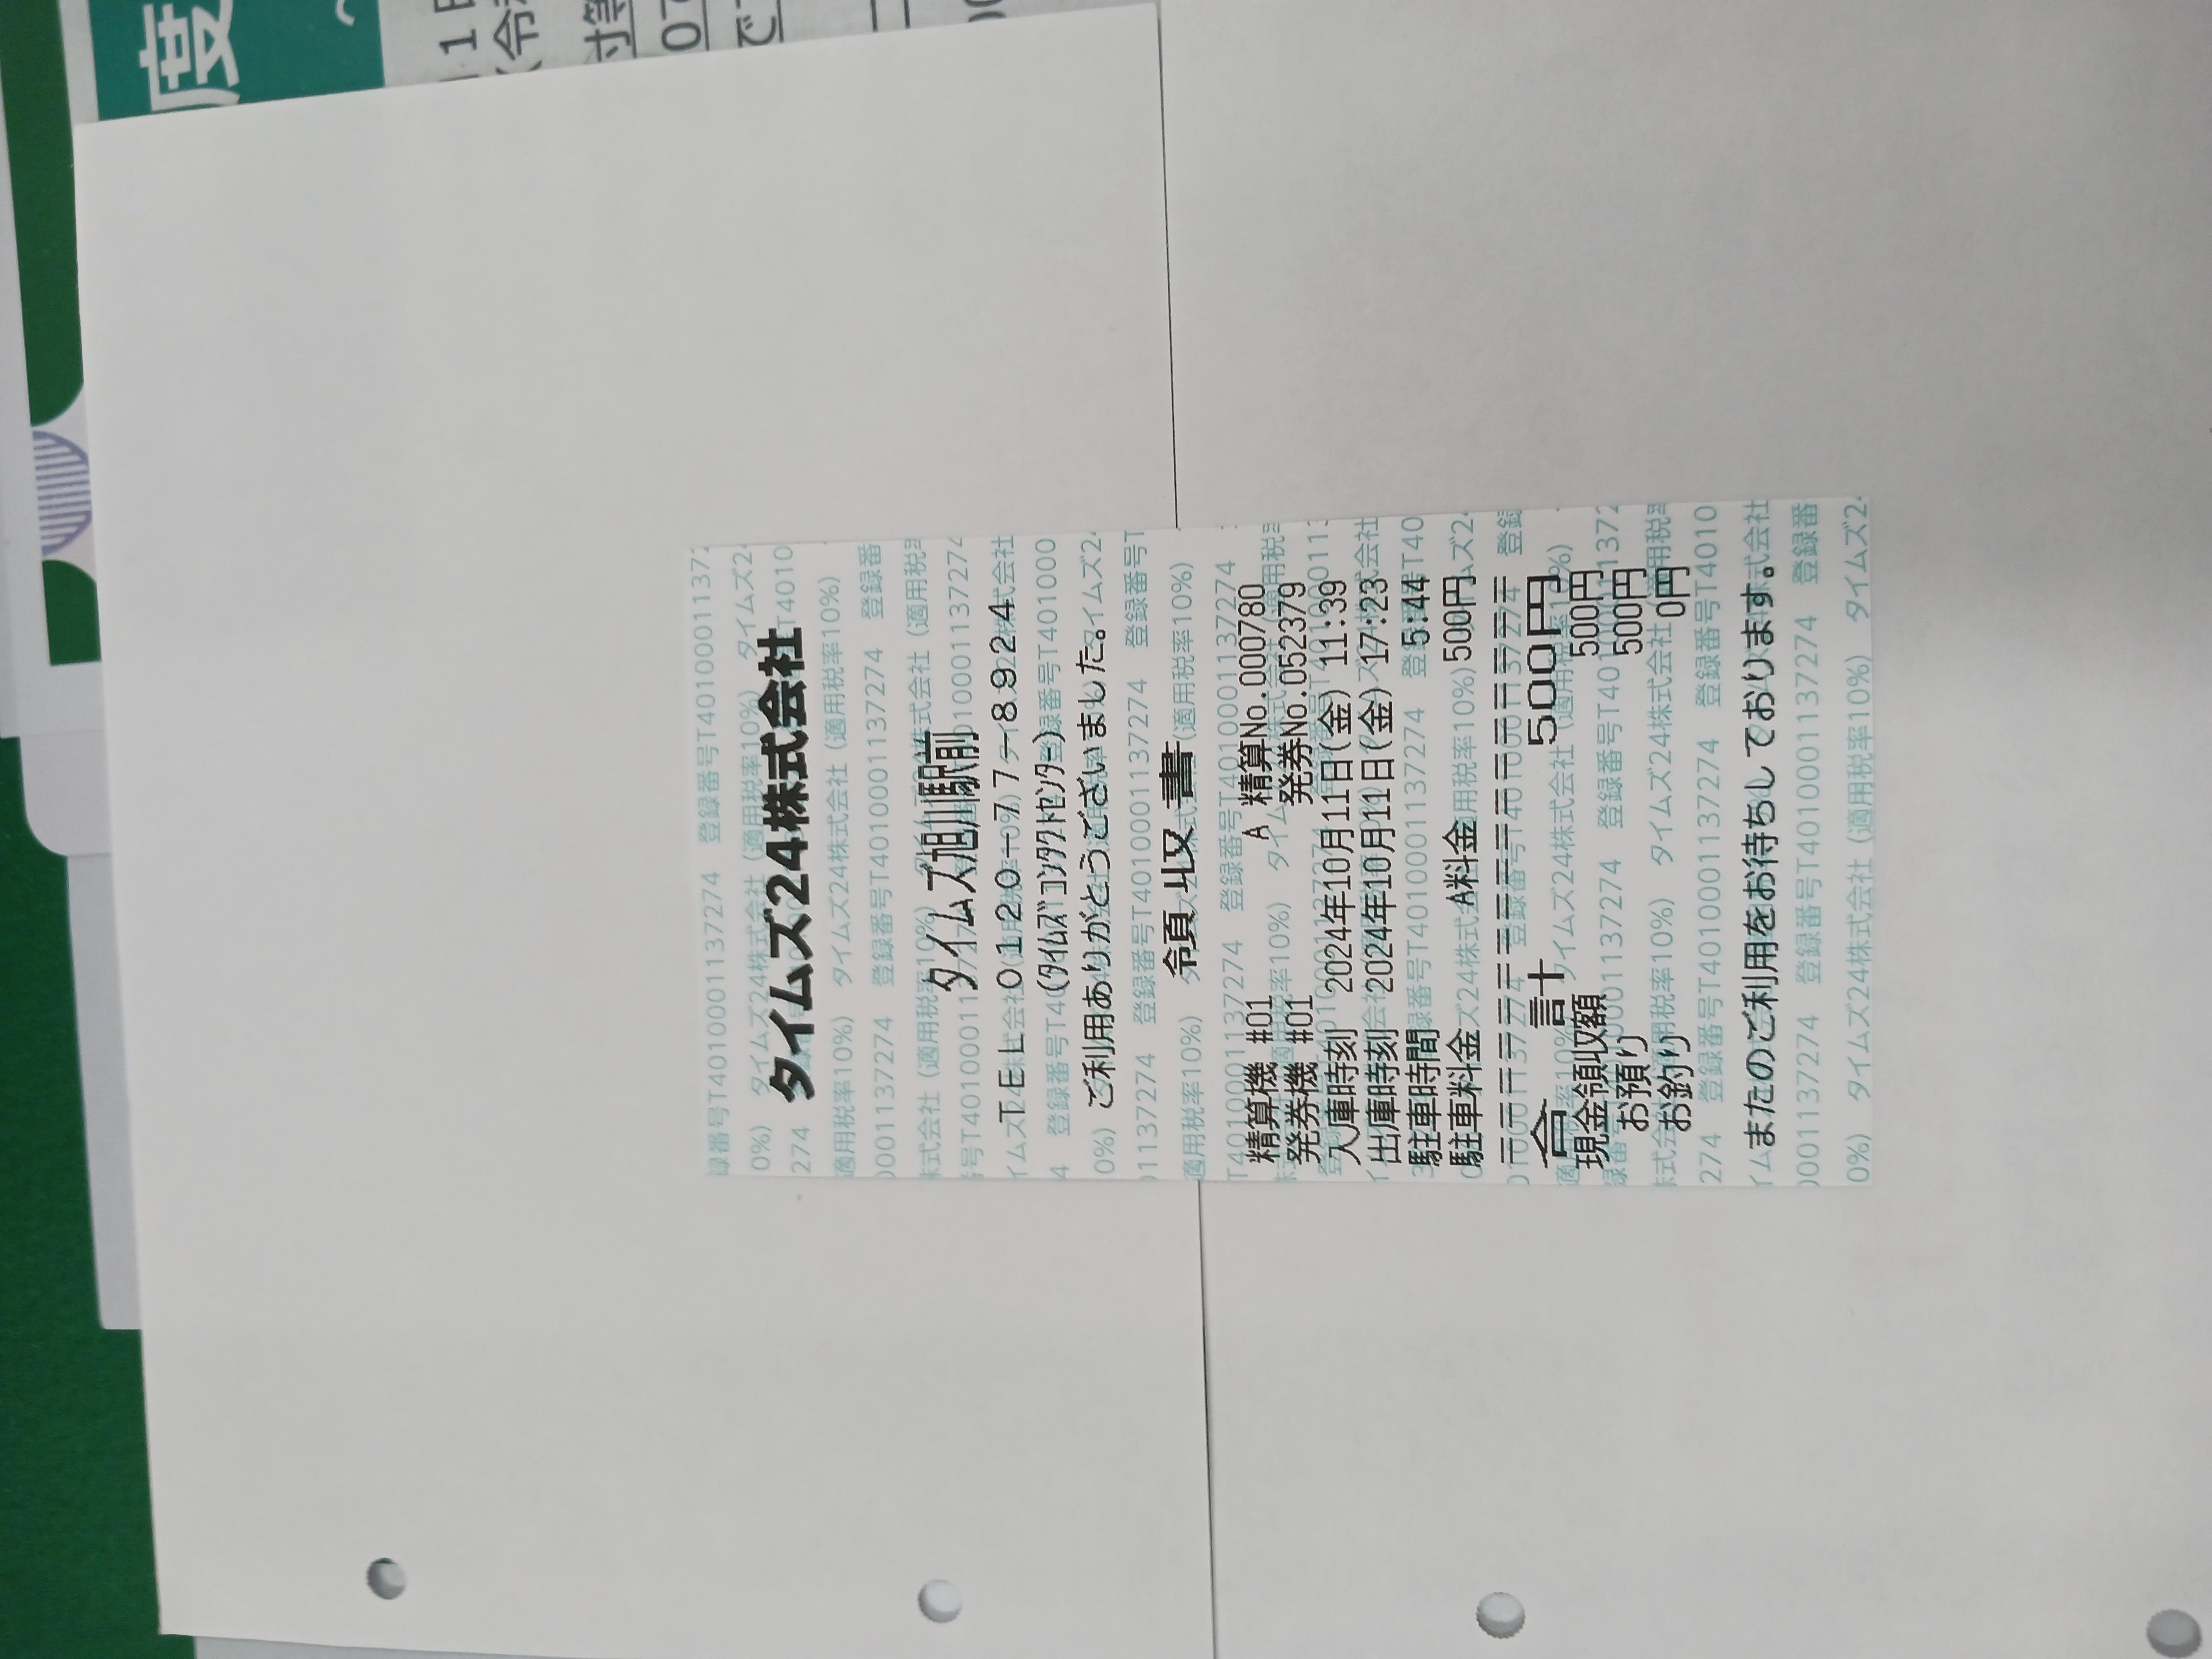 タイムズ24株式会社
タイムズ旭川駅前
TEL 0120-77-8924
(ﾀｲﾑｽﾞｺﾝﾀｸﾄｾﾝﾀｰ)
ご利用ありがとうございました。
領収書
精算機 #01 A 精算No.000780
発券機 #01 発券No.052379
入庫時刻 2024年10月11日(金) 11:39
出庫時刻 2024年10月11日(金) 17:23
駐車時間 5:44
駐車料金 A料金 500円
合計 500円
現金領収額 500円
お預り 500円
お釣り 0円
またのご利用をお待ちしております。
タイムズ24株式会社 (適用税率10%) 登録番号T4010001137274
度